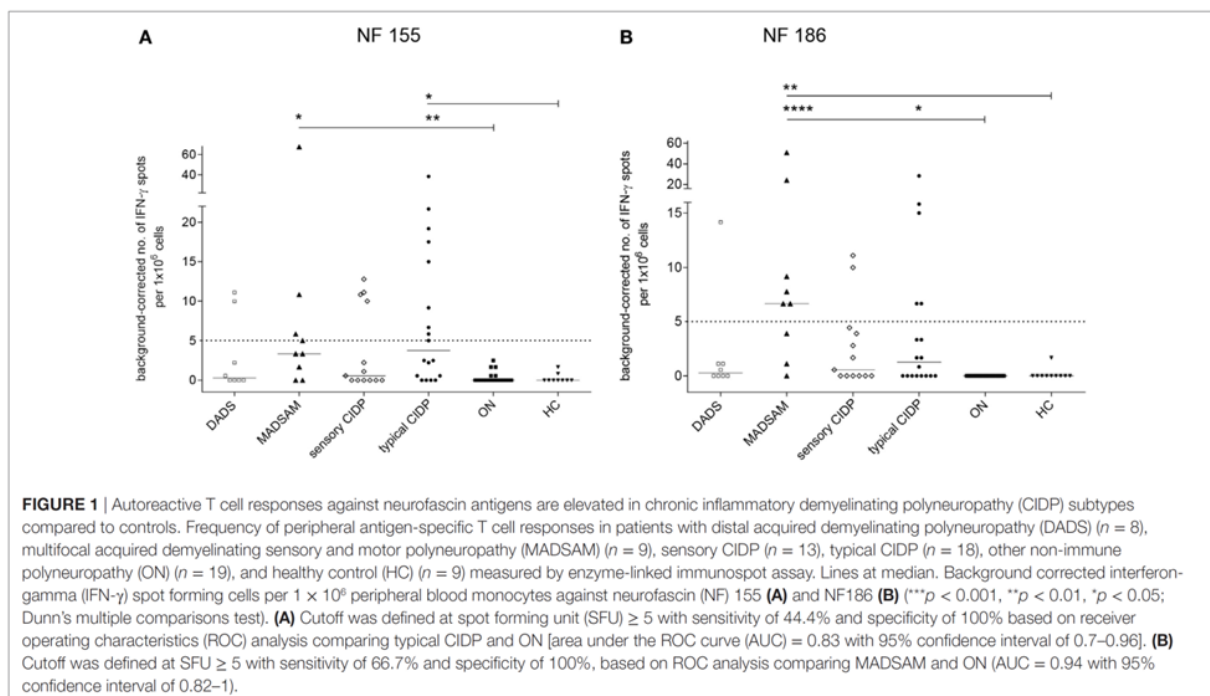 A
NF 155
B
NF 186
*
*
**
**
****
*
background-corrected no. of IFN-γ spots
per 1x10⁶ cells
60
40
20
15
10
5
0
DADS
MADSAM
sensory CIDP
typical CIDP
ON
HC
background-corrected no. of IFN-γ spots
per 1x10⁶ cells
60
40
20
15
10
5
0
DADS
MADSAM
sensory CIDP
typical CIDP
ON
HC
FIGURE 1 | Autoreactive T cell responses against neurofascin antigens are elevated in chronic inflammatory demyelinating polyneuropathy (CIDP) subtypes
compared to controls. Frequency of peripheral antigen-specific T cell responses in patients with distal acquired demyelinating polyneuropathy (DADS) (n = 8),
multifocal acquired demyelinating sensory and motor polyneuropathy (MADSAM) (n = 9), sensory CIDP (n = 13), typical CIDP (n = 18), other non-immune
polyneuropathy (ON) (n = 19), and healthy control (HC) (n = 9) measured by enzyme-linked immunospot assay. Lines at median. Background corrected interferon-
gamma (IFN-γ) spot forming cells per 1 × 10⁶ peripheral blood monocytes against neurofascin (NF) 155 (A) and NF186 (B) (***p < 0.001, **p < 0.01, *p < 0.05;
Dunn's multiple comparisons test). (A) Cutoff was defined at spot forming unit (SFU) ≥ 5 with sensitivity of 44.4% and specificity of 100% based on receiver
operating characteristics (ROC) analysis comparing typical CIDP and ON [area under the ROC curve (AUC) = 0.83 with 95% confidence interval of 0.7–0.96]. (B)
Cutoff was defined at SFU ≥ 5 with sensitivity of 66.7% and specificity of 100%, based on ROC analysis comparing MADSAM and ON (AUC = 0.94 with 95%
confidence interval of 0.82–1).